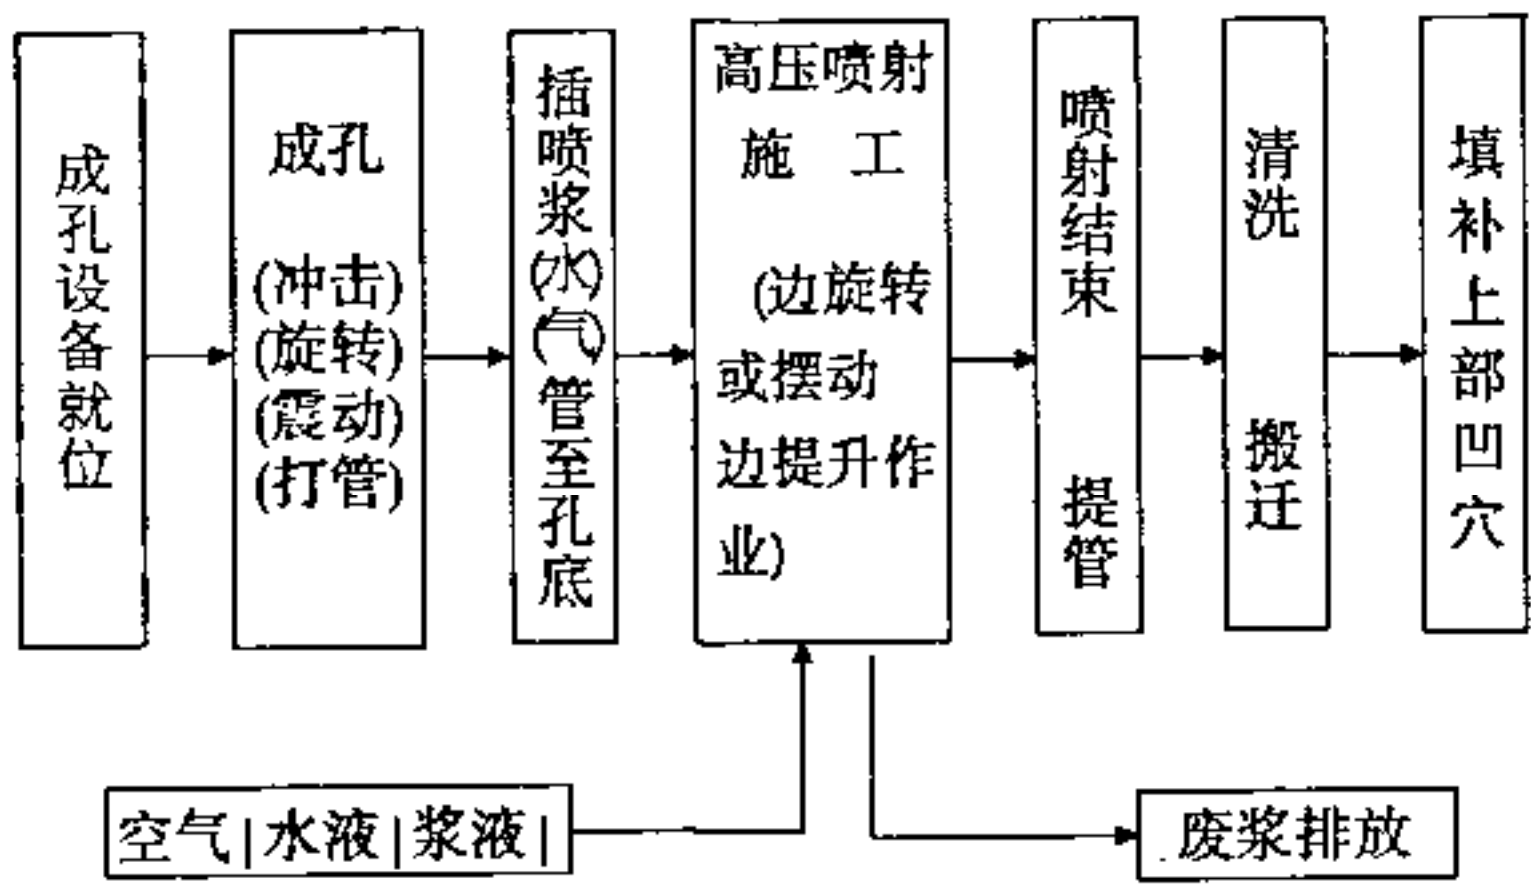 成孔设备就位
成孔
(冲击)
(旋转)
(震动)
(打管)
插喷浆(水)(气)管至孔底
高压喷射
施 工
(边旋转
或摆动
边提升作
业)
喷射结束 提管
清洗 搬迁
填补上部凹穴
空气|水液|浆液|
废浆排放